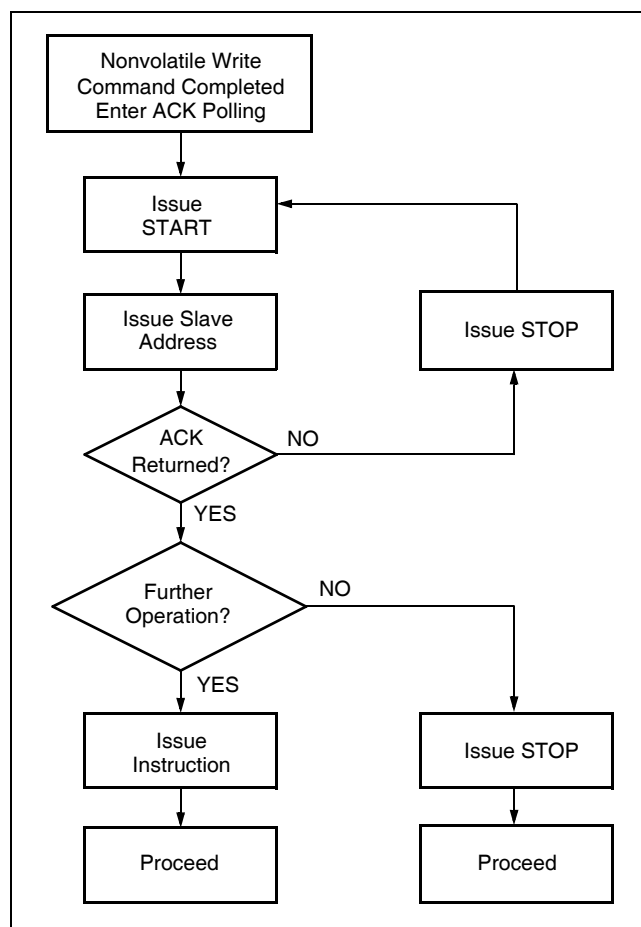 Nonvolatile Write
Command Completed
Enter ACK Polling
Issue
START
Issue Slave
Address
Issue STOP
ACK
Returned?
NO
YES
Further
Operation?
NO
YES
Issue
Instruction
Issue STOP
Proceed
Proceed